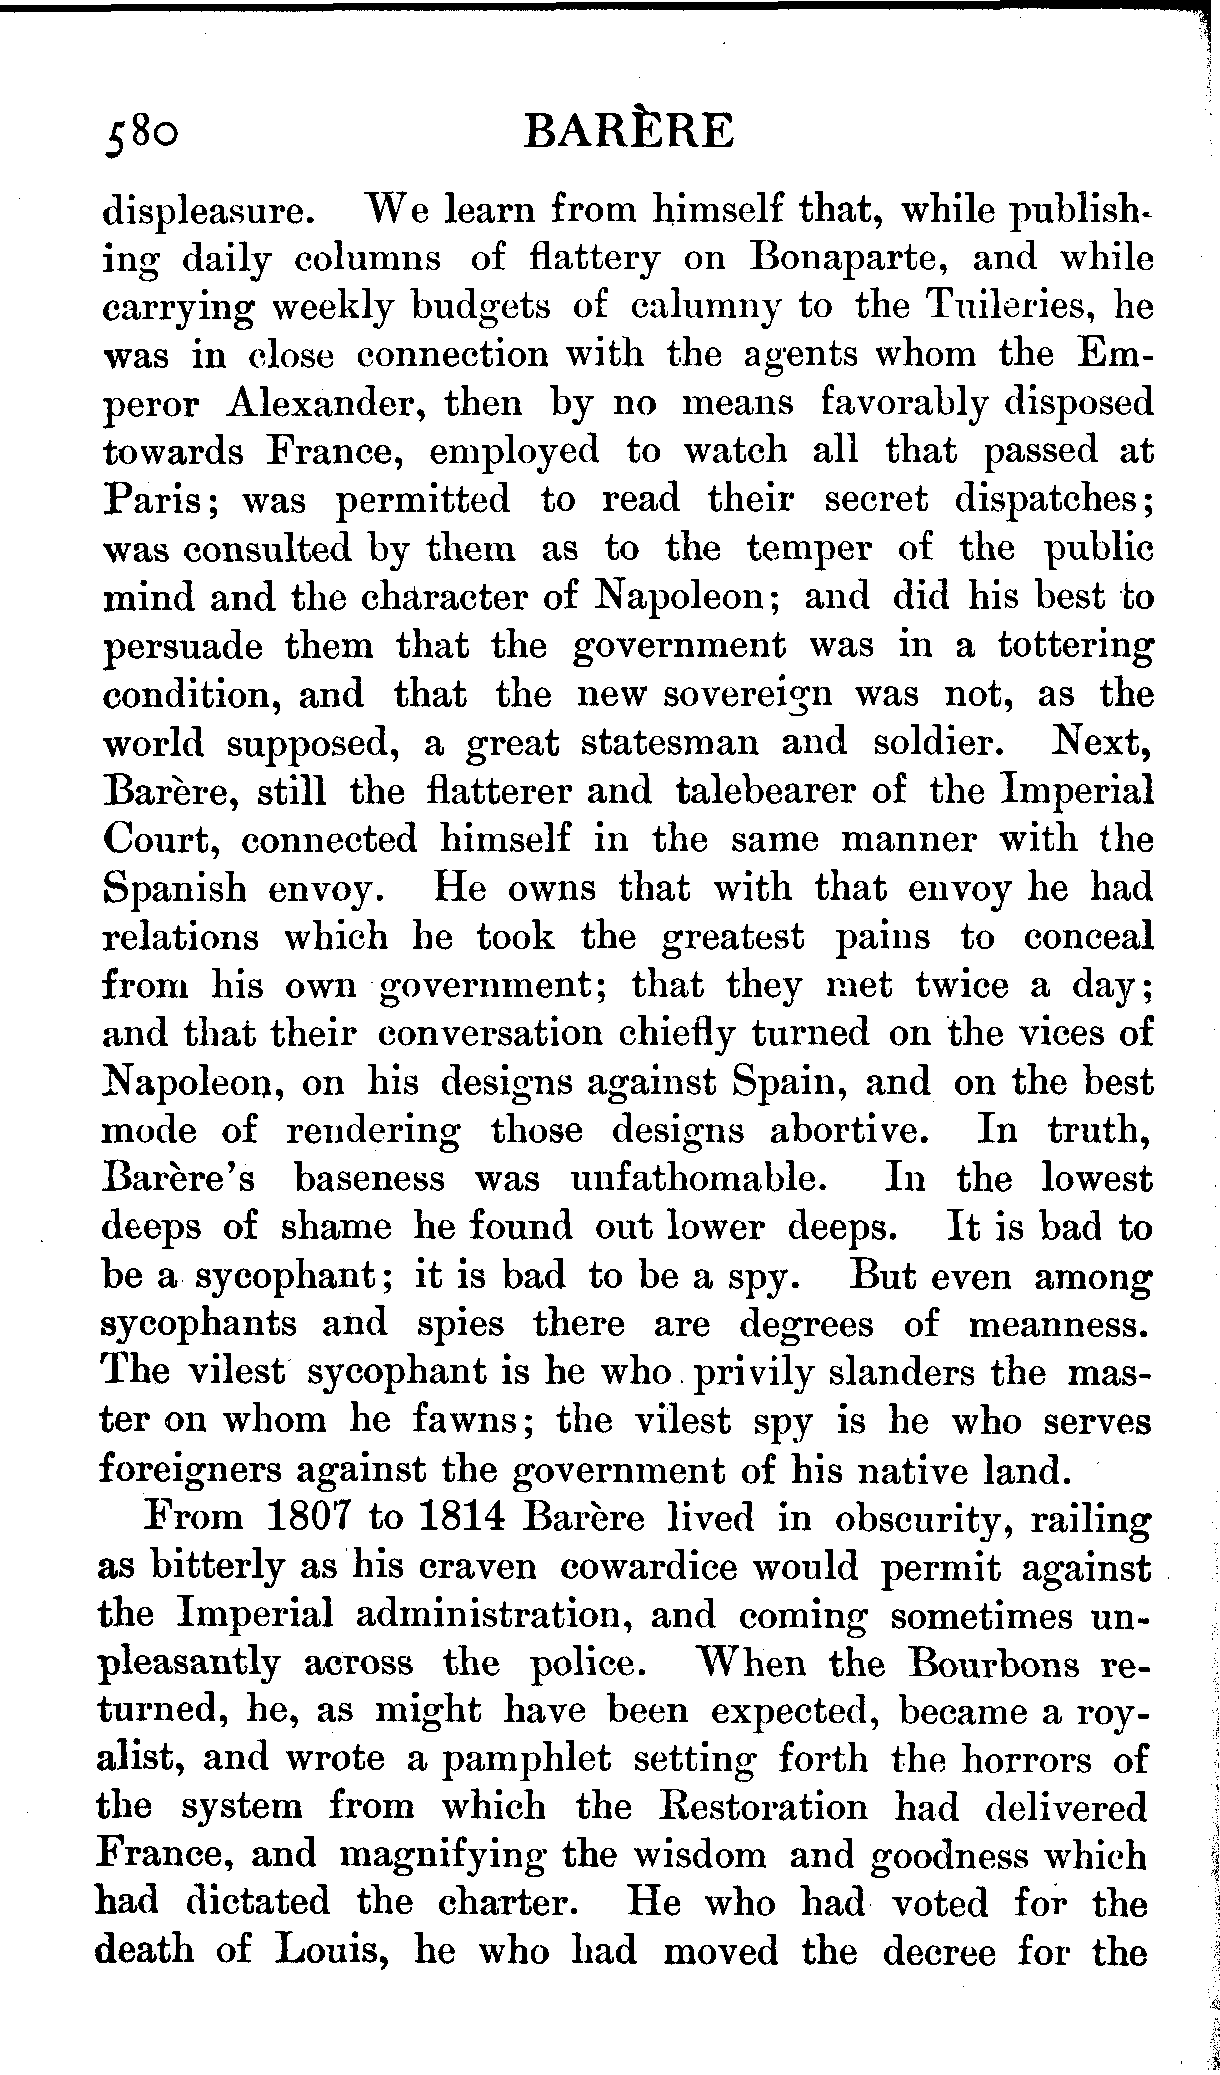 580 BARÈRE
displeasure. We learn from himself that, while publish-
ing daily columns of flattery on Bonaparte, and while
carrying weekly budgets of calumny to the Tuileries, he
was in close connection with the agents whom the Em-
peror Alexander, then by no means favorably disposed
towards France, employed to watch all that passed at
Paris; was permitted to read their secret dispatches;
was consulted by them as to the temper of the public
mind and the character of Napoleon; and did his best to
persuade them that the government was in a tottering
condition, and that the new sovereign was not, as the
world supposed, a great statesman and soldier. Next,
Barère, still the flatterer and talebearer of the Imperial
Court, connected himself in the same manner with the
Spanish envoy. He owns that with that envoy he had
relations which he took the greatest pains to conceal
from his own government; that they met twice a day;
and that their conversation chiefly turned on the vices of
Napoleon, on his designs against Spain, and on the best
mode of rendering those designs abortive. In truth,
Barère's baseness was unfathomable. In the lowest
deeps of shame he found out lower deeps. It is bad to
be a sycophant; it is bad to be a spy. But even among
sycophants and spies there are degrees of meanness.
The vilest sycophant is he who privily slanders the mas-
ter on whom he fawns; the vilest spy is he who serves
foreigners against the government of his native land.
From 1807 to 1814 Barère lived in obscurity, railing
as bitterly as his craven cowardice would permit against
the Imperial administration, and coming sometimes un-
pleasantly across the police. When the Bourbons re-
turned, he, as might have been expected, became a roy-
alist, and wrote a pamphlet setting forth the horrors of
the system from which the Restoration had delivered
France, and magnifying the wisdom and goodness which
had dictated the charter. He who had voted for the
death of Louis, he who had moved the decree for the